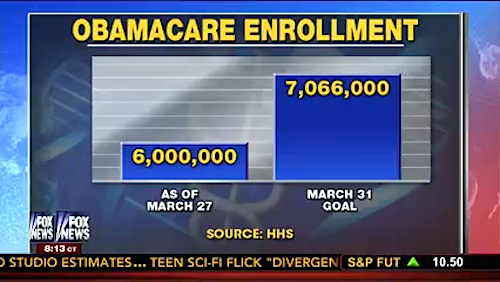 OBAMACARE ENROLLMENT
7,066,000
6,000,000
AS OF
MARCH 27
MARCH 31
GOAL
SOURCE: HHS
FOX
NEWS
FOX
NEWS
8:13 CT
D STUDIO ESTIMATES... TEEN SCI-FI FLICK "DIVERGEN
S&P FUT ▲ 10.50